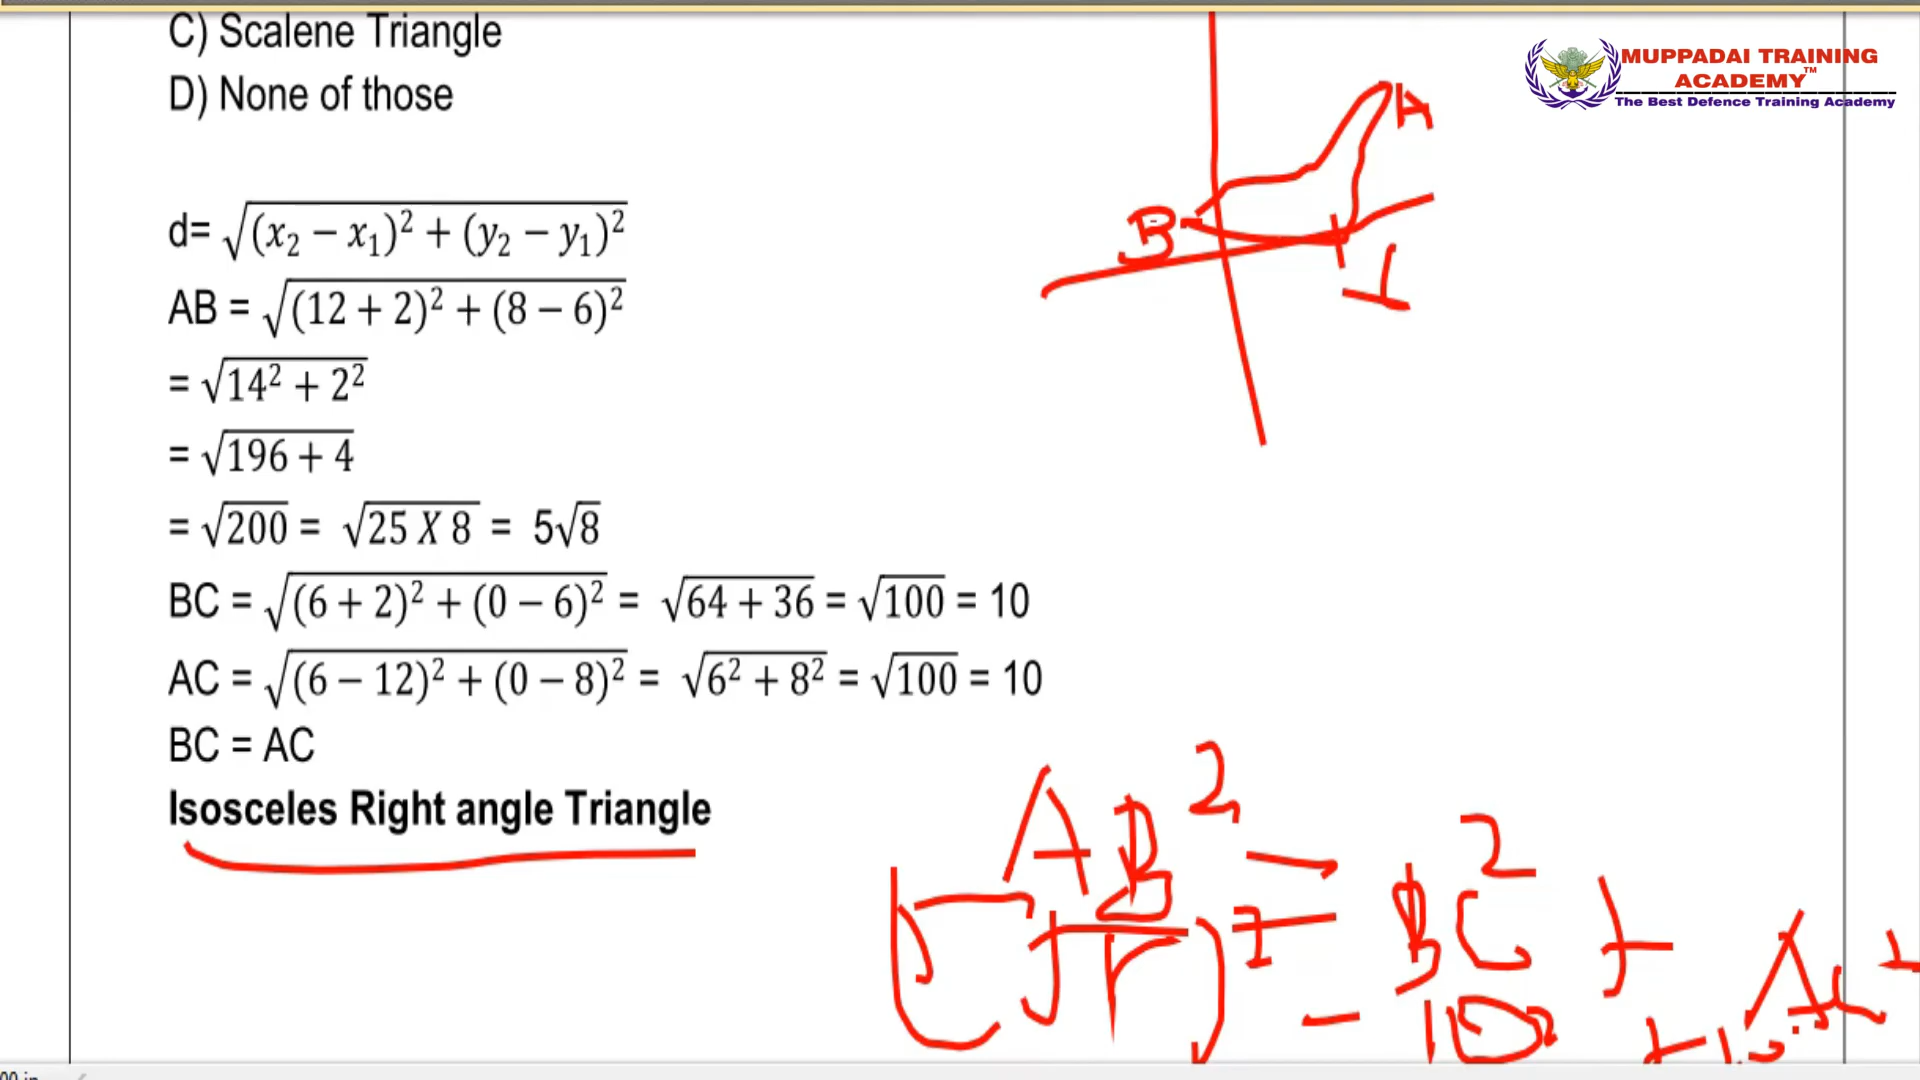 C) Scalene Triangle
D) None of those
MUPPADAI TRAINING
ACADEMY™
The Best Defence Training Academy
A
B
d= √(x₂ − x₁)² + (y₂ − y₁)²
AB = √(12 + 2)² + (8 − 6)²
= √14² + 2²
= √196 + 4
= √200 = √25 X 8 = 5√8
BC = √(6 + 2)² + (0 − 6)² = √64 + 36 = √100 = 10
AC = √(6 − 12)² + (0 − 8)² = √6² + 8² = √100 = 10
BC = AC
Isosceles Right angle Triangle
AB² = BC² + AC²